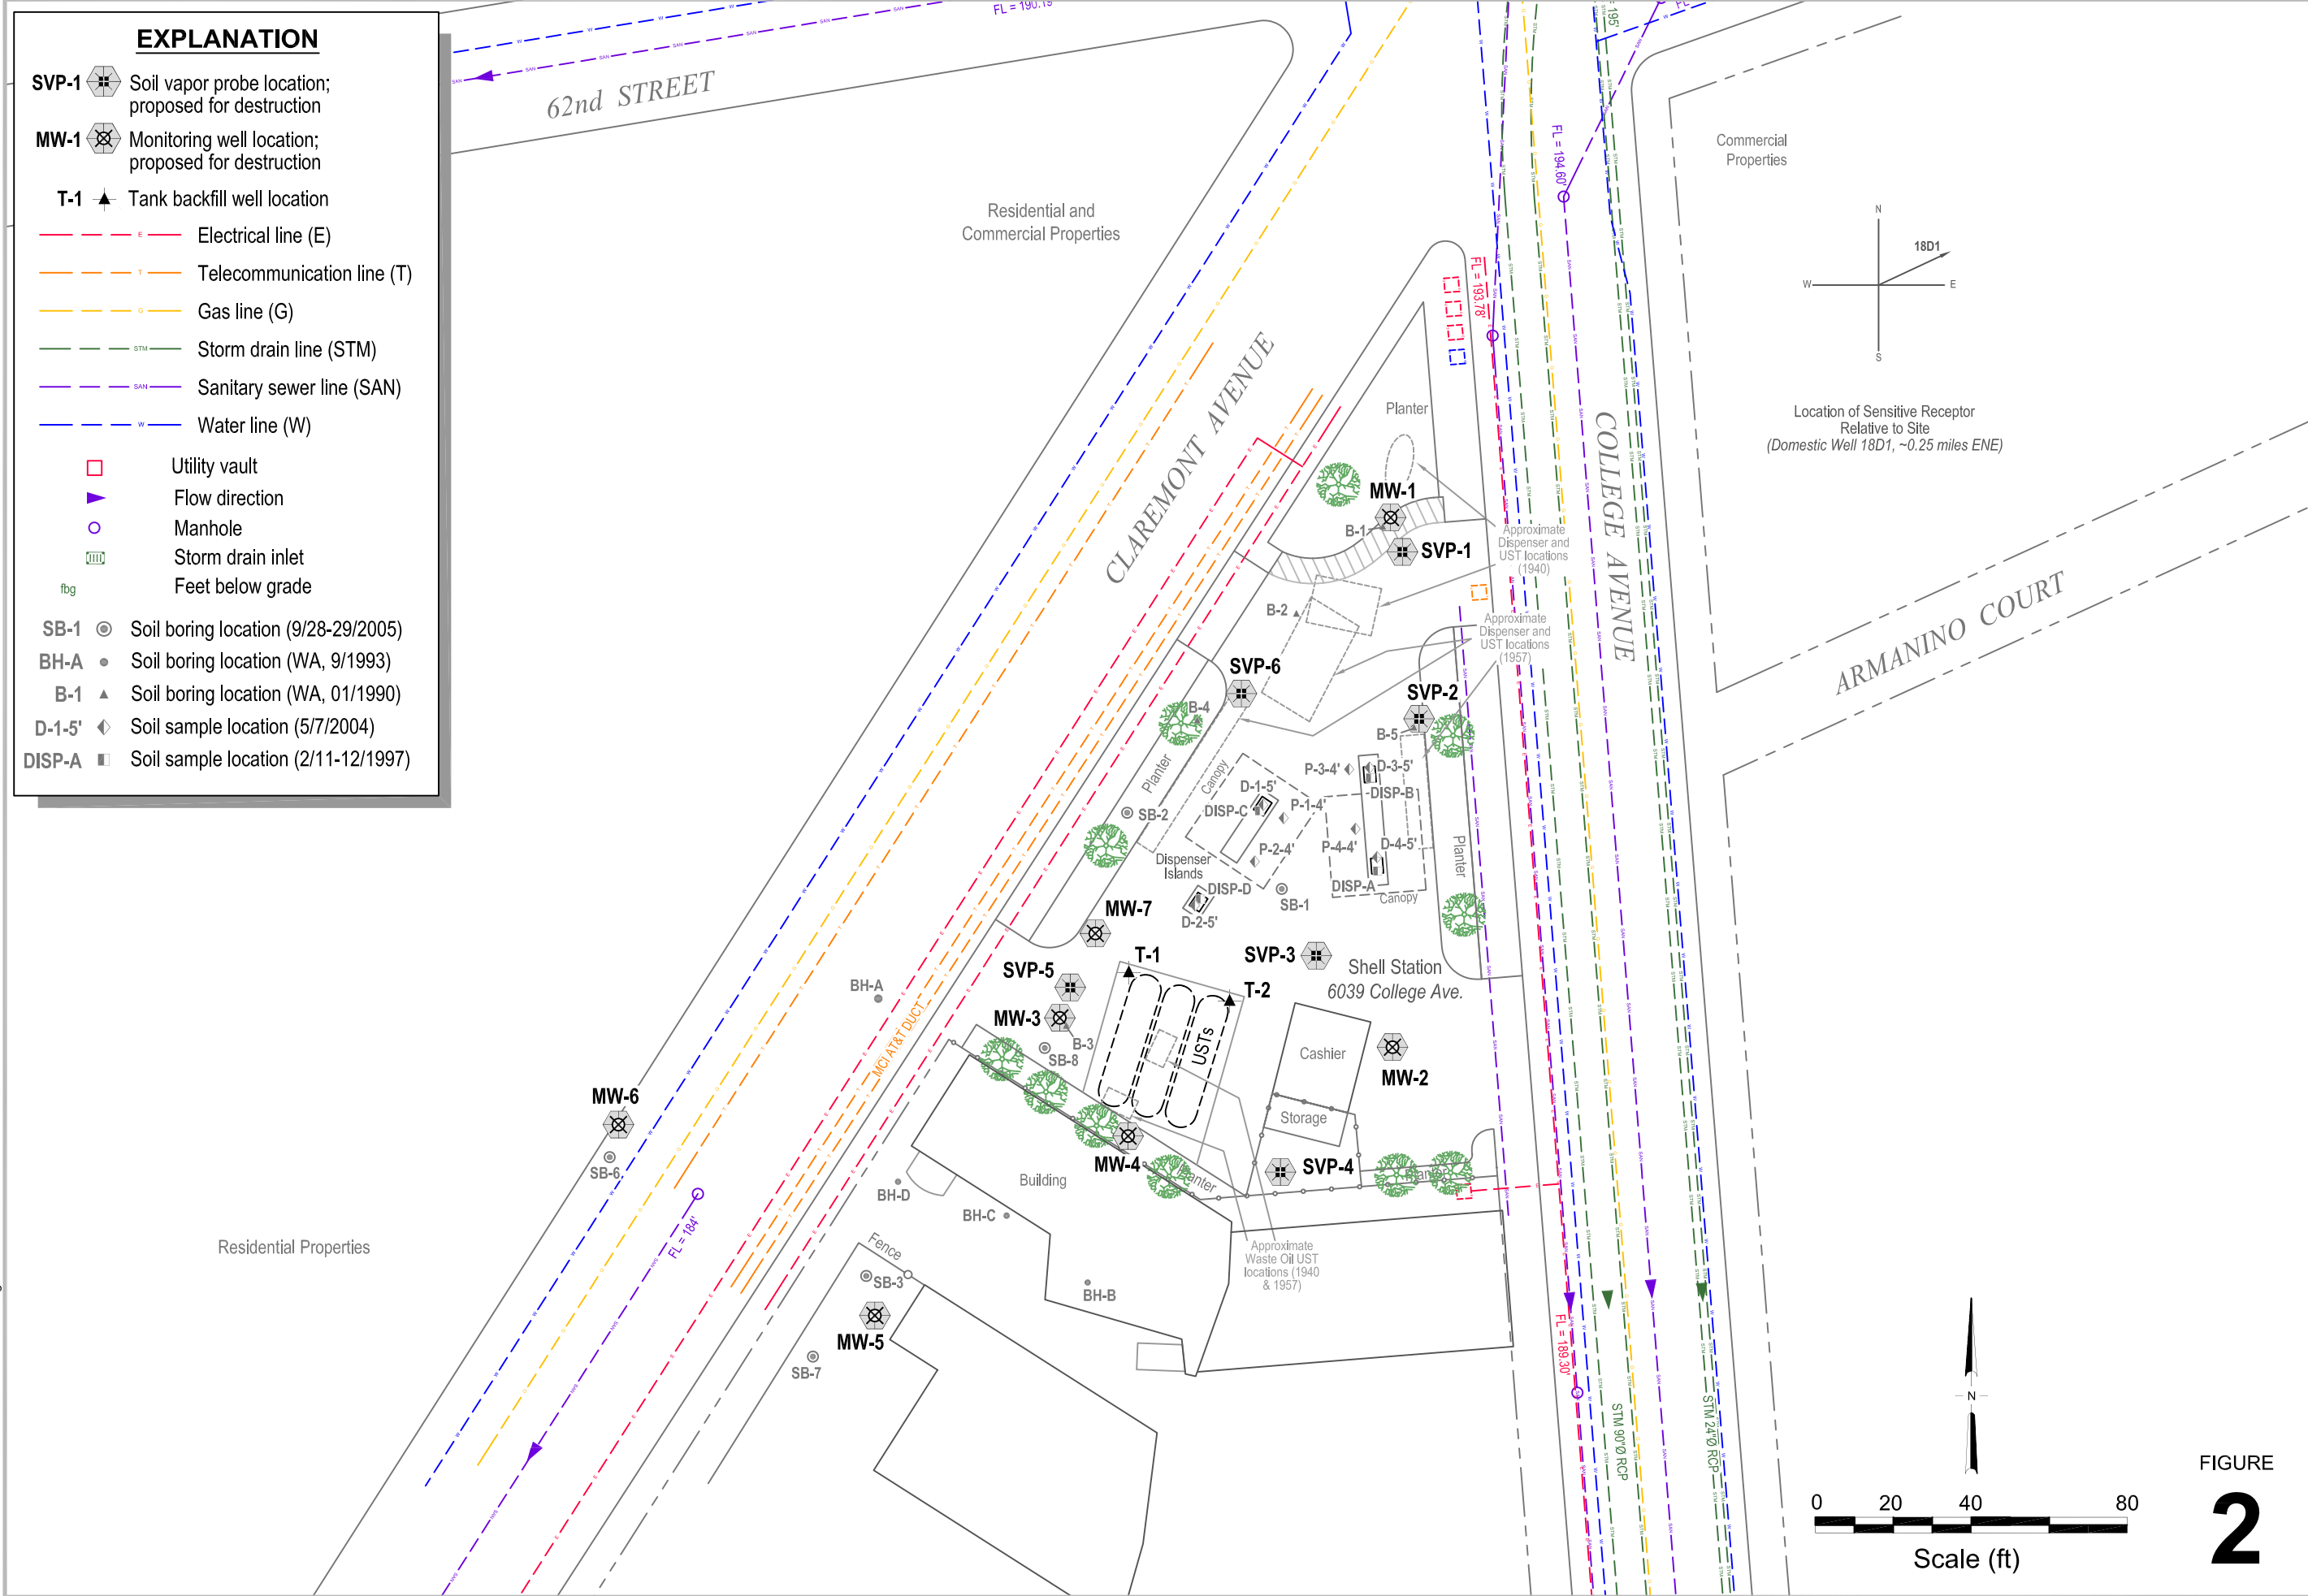 EXPLANATION
SVP-1 Soil vapor probe location;
proposed for destruction
MW-1 Monitoring well location;
proposed for destruction
T-1 Tank backfill well location
E Electrical line (E)
T Telecommunication line (T)
G Gas line (G)
STM Storm drain line (STM)
SAN Sanitary sewer line (SAN)
W Water line (W)
Utility vault
Flow direction
Manhole
Storm drain inlet
fbg Feet below grade
SB-1 Soil boring location (9/28-29/2005)
BH-A Soil boring location (WA, 9/1993)
B-1 Soil boring location (WA, 01/1990)
D-1-5' Soil sample location (5/7/2004)
DISP-A Soil sample location (2/11-12/1997)
FL = 190.19'
62nd STREET
195'
FL = 194.60'
FL = 193.78'
Commercial
Properties
Residential and
Commercial Properties
N
18D1
W
E
S
Location of Sensitive Receptor
Relative to Site
(Domestic Well 18D1, ~0.25 miles ENE)
CLAREMONT AVENUE
COLLEGE AVENUE
ARMANINO COURT
Planter
MW-1
B-1
SVP-1
Approximate
Dispenser and
UST locations
(1940)
B-2
Approximate
Dispenser and
UST locations
(1957)
SVP-6
SVP-2
B-4
B-5
Planter
Canopy
P-3-4'
D-3-5'
D-1-5'
DISP-B
DISP-C
P-1-4'
SB-2
P-4-4'
D-4-5'
P-2-4'
Planter
Dispenser
Islands
DISP-D
DISP-A
SB-1
Canopy
D-2-5'
MW-7
T-1
SVP-3
Shell Station
6039 College Ave.
SVP-5
T-2
BH-A
MW-3
B-3
SB-8
USTs
Cashier
MW-2
MCI AT&T DUCT
MW-6
Storage
SB-6
MW-4
SVP-4
Planter
Planter
Building
BH-D
BH-C
FL = 184'
Residential Properties
Fence
Approximate
Waste Oil UST
locations (1940
& 1957)
SB-3
BH-B
MW-5
SB-7
FL = 189.30'
STM 90"Ø RCP
STM 24"Ø RCP
N
0 20 40 80
Scale (ft)
FIGURE
2